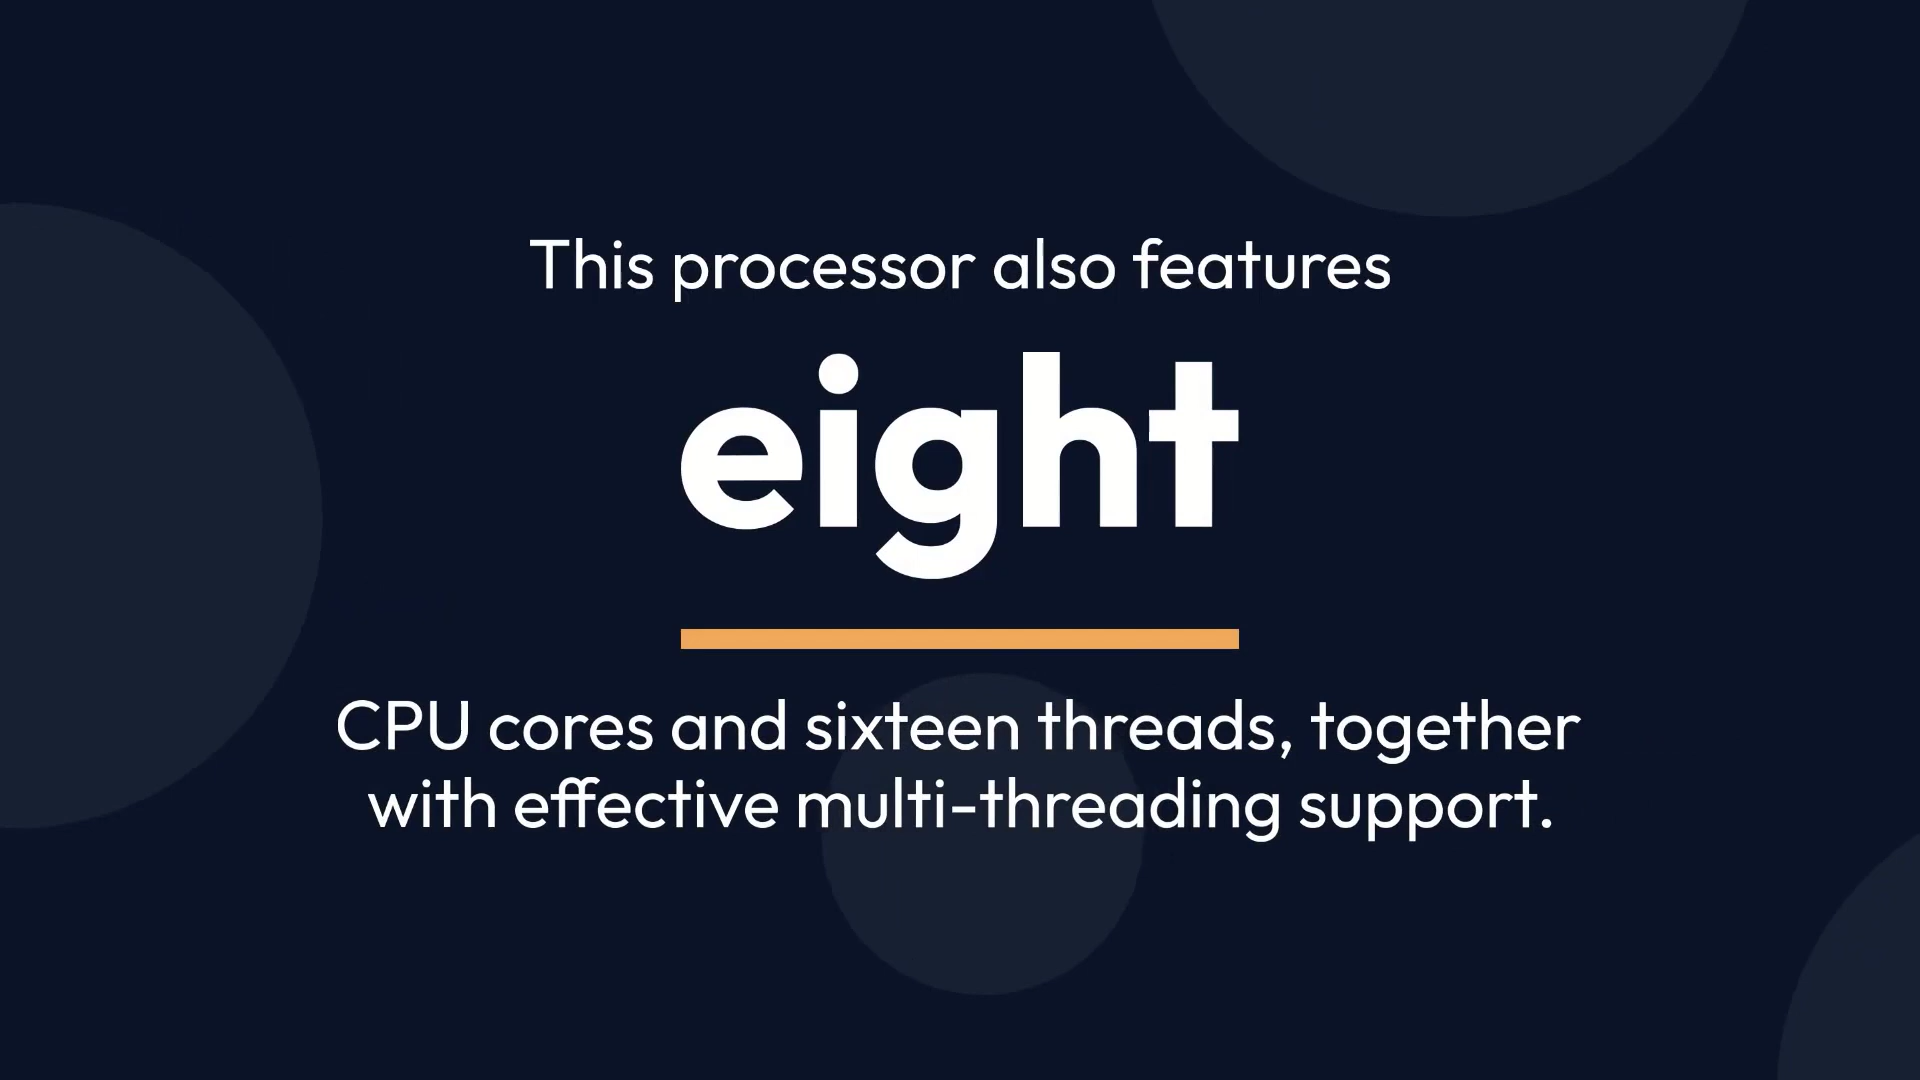 This processor also features
eight
CPU cores and sixteen threads, together
with effective multi-threading support.